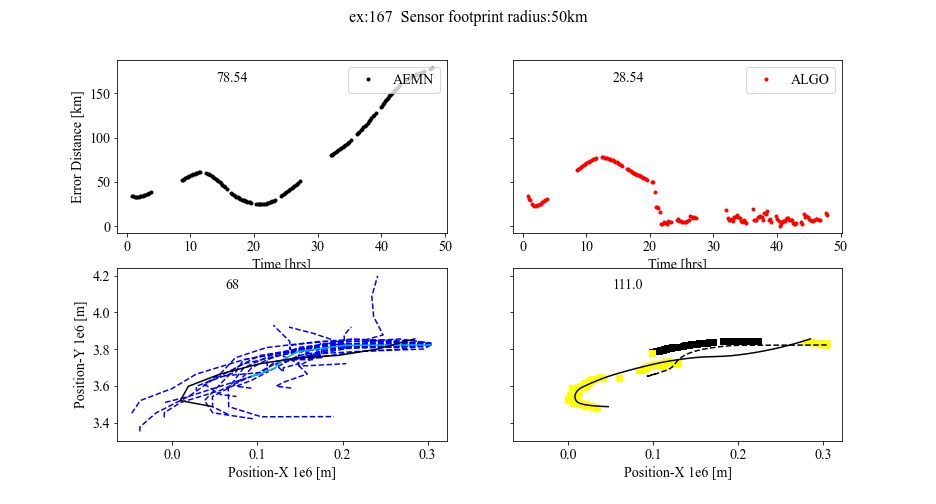 ex:167 Sensor footprint radius:50km
78.54
AEMN
28.54
ALGO
Error Distance [km]
150
100
50
0
0 10 20 30 40 50
0 10 20 30 40 50
Time [hrs]
Time [hrs]
68
111.0
Position-Y 1e6 [m]
4.2
4.0
3.8
3.6
3.4
0.0 0.1 0.2 0.3
0.0 0.1 0.2 0.3
Position-X 1e6 [m]
Position-X 1e6 [m]